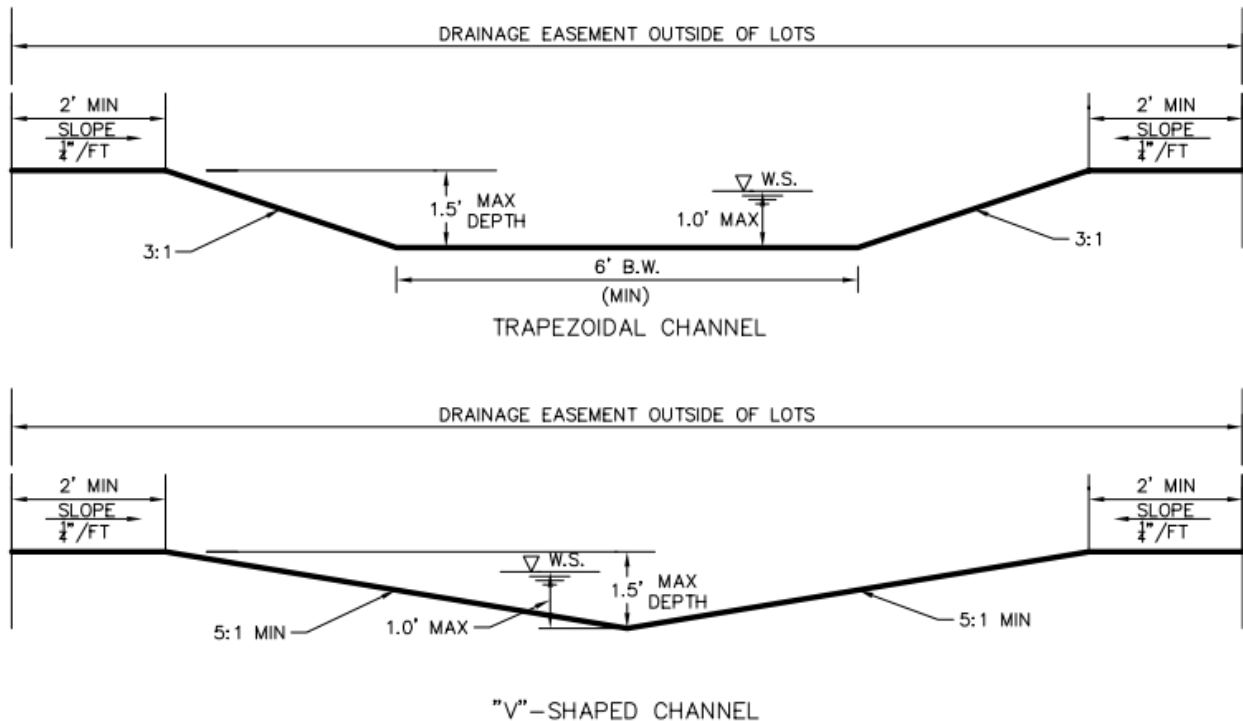 DRAINAGE EASEMENT OUTSIDE OF LOTS
2' MIN
SLOPE
1/4"/FT
2' MIN
SLOPE
1/4"/FT
W.S.
1.5' MAX
DEPTH
1.0' MAX
3:1
3:1
6' B.W.
(MIN)
TRAPEZOIDAL CHANNEL
DRAINAGE EASEMENT OUTSIDE OF LOTS
2' MIN
SLOPE
1/4"/FT
2' MIN
SLOPE
1/4"/FT
W.S.
1.5' MAX
DEPTH
5:1 MIN
1.0' MAX
5:1 MIN
"V"-SHAPED CHANNEL